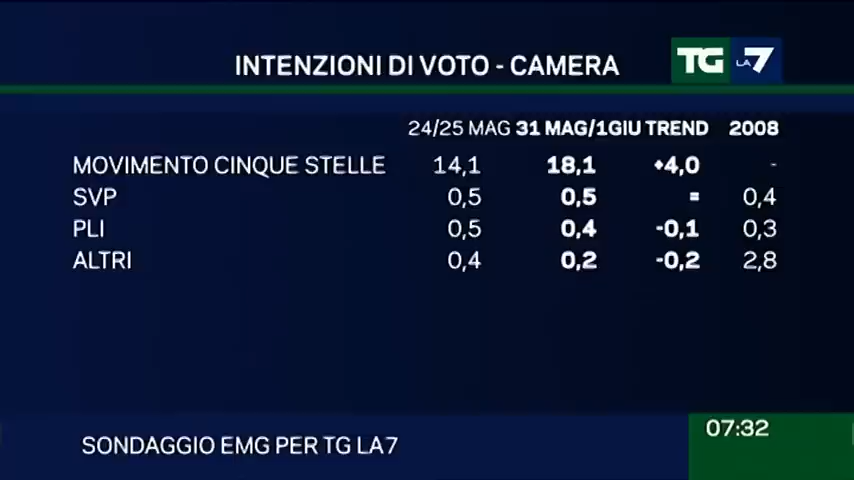 INTENZIONI DI VOTO - CAMERA
TG LA7
24/25 MAG 31 MAG/1GIU TREND 2008
MOVIMENTO CINQUE STELLE 14,1 18,1 +4,0 -
SVP 0,5 0,5 = 0,4
PLI 0,5 0,4 -0,1 0,3
ALTRI 0,4 0,2 -0,2 2,8
07:32
SONDAGGIO EMG PER TG LA7